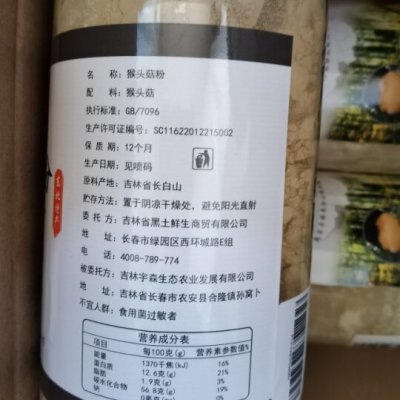 名    称：猴头菇粉
配    料：猴头菇
执行标准：GB/7096
生产许可证编号：SC11622012215002
保 质 期：12个月
生产日期：见喷码
原料产地：吉林省长白山
贮存方法：置于阴凉干燥处，避免阳光直射
委 托 方：吉林省黑土鲜生商贸有限公司
地    址：长春市绿园区西环城路E组
电    话：4008-789-774
被委托方：吉林宇森生态农业发展有限公司
地    址：吉林省长春市农安县合隆镇孙窝卜
不宜人群：食用菌过敏者
营养成分表
每100克(g) 营养素参数值%
能量 1370千焦(kJ) 16%
蛋白质 12.6克(g) 21%
脂肪 1.9克(g) 3%
碳水化合物 56.8克(g) 19%
钠 0毫克
东北特产